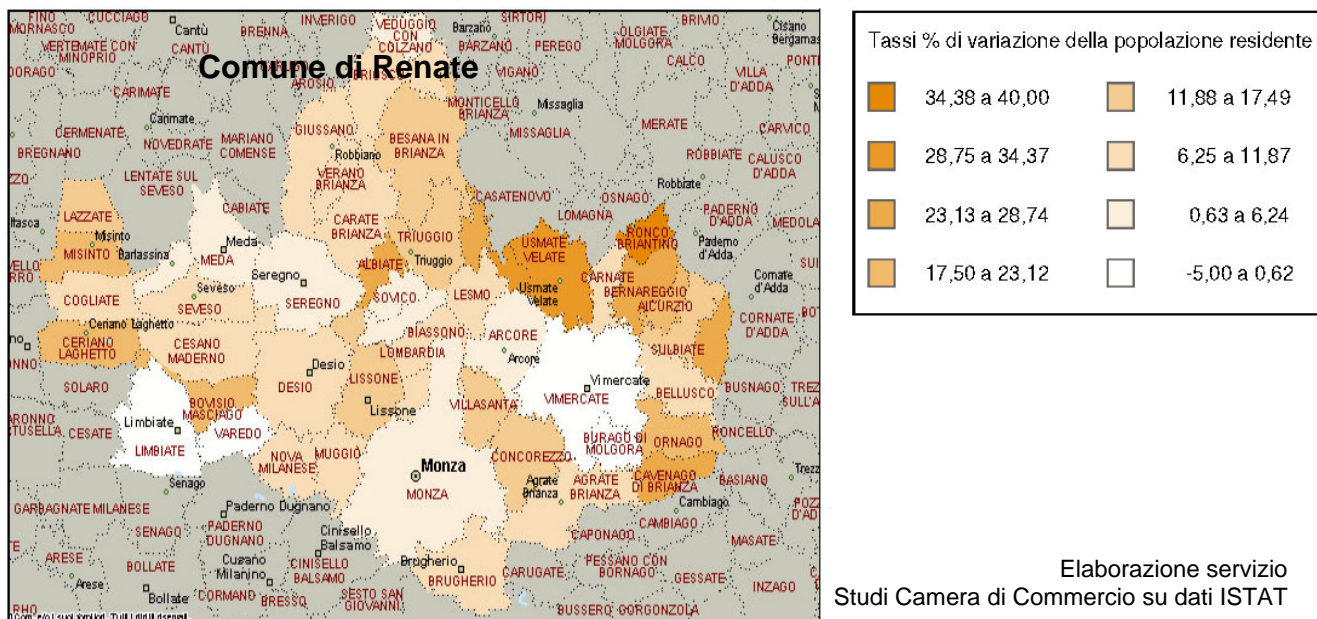 FINO
MORNASCO
CUCCIAGO
Cantù
CANTÙ
VERTEMATE CON
MINOPRIO
BRENNA
INVERIGO
VEDUGGIO
CON
COLZANO
Barzanò
BARZANÒ
SIRTORI
PEREGO
OLGIATE
MOLGORA
CALCO
BRIVIO
Cisano
VILLA
D'ADDA
VIGANÒ
Comune di Renate
AROSIO
BRIOSCO
CARIMATE
Carimate
CERMENATE
NOVEDRATE
MARIANO
COMENSE
GIUSSANO
Robbiano
BESANA IN
BRIANZA
MONTICELLO
BRIANZA
Missaglia
MISSAGLIA
MERATE
CARVICO
BREGNANO
ROBBIATE
CALUSCO
D'ADDA
Robbiate
LENTATE SUL
SEVESO
VERANO
BRIANZA
CASATENOVO
OSNAGO
LOMAGNA
PADERNO
D'ADDA
Paderno
d'Adda
LAZZATE
CABIATE
CARATE
BRIANZA
TRIUGGIO
Triuggio
USMATE
VELATE
RONCO
BRIANTINO
Misinto
MISINTO
Barlassina
Meda
MEDA
Seregno
SEREGNO
ALBIATE
SOVICO
LESMO
Usmate
Velate
CARNATE
BERNAREGGIO
AICURZIO
Cornate
d'Adda
CORNATE
D'ADDA
COGLIATE
Seveso
SEVESO
BIASSONO
ARCORE
Arcore
SULBIATE
Ceriano Laghetto
CERIANO
LAGHETTO
CESANO
MADERNO
Desio
DESIO
LOMBARDIA
LISSONE
Lissone
VILLASANTA
Vimercate
VIMERCATE
BELLUSCO
BUSNAGO
SOLARO
BOVISIO
MASCIAGO
Limbiate
LIMBIATE
VAREDO
CESATE
NOVA
MILANESE
MUGGIÒ
Monza
MONZA
CONCOREZZO
BURAGO DI
MOLGORA
ORNAGO
RONCELLO
Agrate
Brianza
AGRATE
BRIANZA
CAVENAGO
DI BRIANZA
BASIANO
Cambiago
CAMBIAGO
Senago
SENAGO
GARBAGNATE MILANESE
Paderno Dugnano
PADERNO
DUGNANO
Cinisello
Balsamo
CINISELLO
BALSAMO
Brugherio
BRUGHERIO
CAPONAGO
MASATE
ARESE
Arese
BOLLATE
Bollate
Cusano
Milanino
CORMANO
BRESSO
SESTO SAN
GIOVANNI
CARUGATE
PESSANO CON
BORNAGO
GESSATE
INZAGO
BUSSERO
GORGONZOLA
Tassi % di variazione della popolazione residente
34,38 a 40,00
11,88 a 17,49
28,75 a 34,37
6,25 a 11,87
23,13 a 28,74
0,63 a 6,24
17,50 a 23,12
-5,00 a 0,62
Elaborazione servizio
Studi Camera di Commercio su dati ISTAT